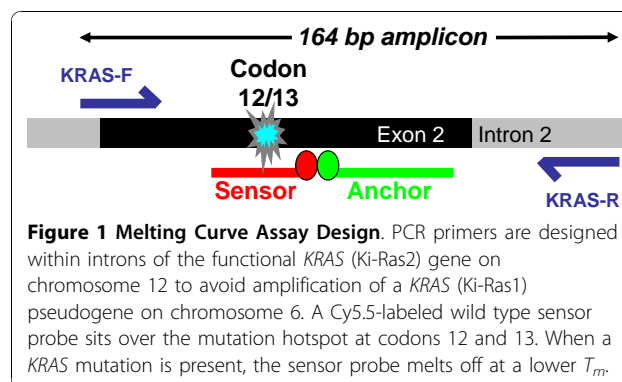 164 bp amplicon
KRAS-F
Codon
12/13
Exon 2
Intron 2
Sensor
Anchor
KRAS-R
Figure 1 Melting Curve Assay Design. PCR primers are designed
within introns of the functional KRAS (Ki-Ras2) gene on
chromosome 12 to avoid amplification of a KRAS (Ki-Ras1)
pseudogene on chromosome 6. A Cy5.5-labeled wild type sensor
probe sits over the mutation hotspot at codons 12 and 13. When a
KRAS mutation is present, the sensor probe melts off at a lower Tm.